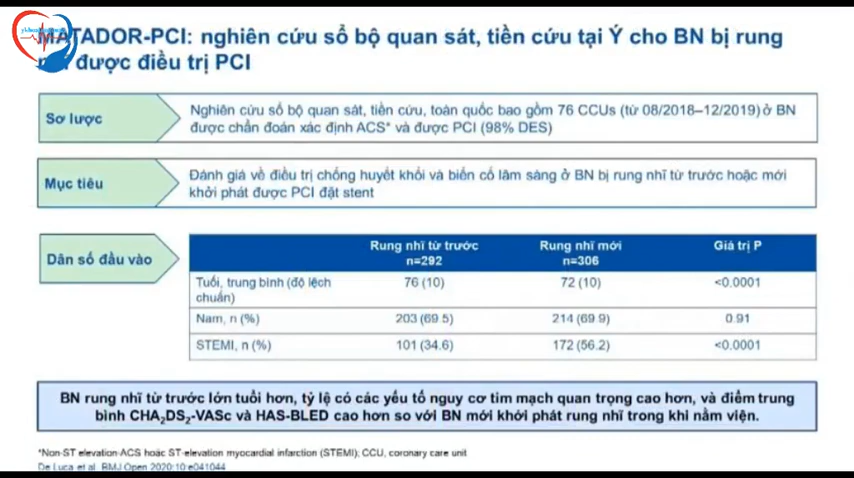 MATADOR-PCI: nghiên cứu sổ bộ quan sát, tiền cứu tại Ý cho BN bị rung
nhĩ được điều trị PCI
Sơ lược
Nghiên cứu sổ bộ quan sát, tiền cứu, toàn quốc bao gồm 76 CCUs (từ 08/2018–12/2019) ở BN
được chẩn đoán xác định ACS* và được PCI (98% DES)
Mục tiêu
Đánh giá về điều trị chống huyết khối và biến cố lâm sàng ở BN bị rung nhĩ từ trước hoặc mới
khởi phát được PCI đặt stent
Dân số đầu vào
Rung nhĩ từ trước Rung nhĩ mới Giá trị P
n=292 n=306
Tuổi, trung bình (độ lệch 76 (10) 72 (10) <0.0001
chuẩn)
Nam, n (%) 203 (69.5) 214 (69.9) 0.91
STEMI, n (%) 101 (34.6) 172 (56.2) <0.0001
BN rung nhĩ từ trước lớn tuổi hơn, tỷ lệ có các yếu tố nguy cơ tim mạch quan trọng cao hơn, và điểm trung
bình CHA₂DS₂-VASc và HAS-BLED cao hơn so với BN mới khởi phát rung nhĩ trong khi nằm viện.
*Non-ST elevation-ACS hoặc ST-elevation myocardial infarction (STEMI); CCU, coronary care unit
De Luca et al. BMJ Open 2020;10:e041044